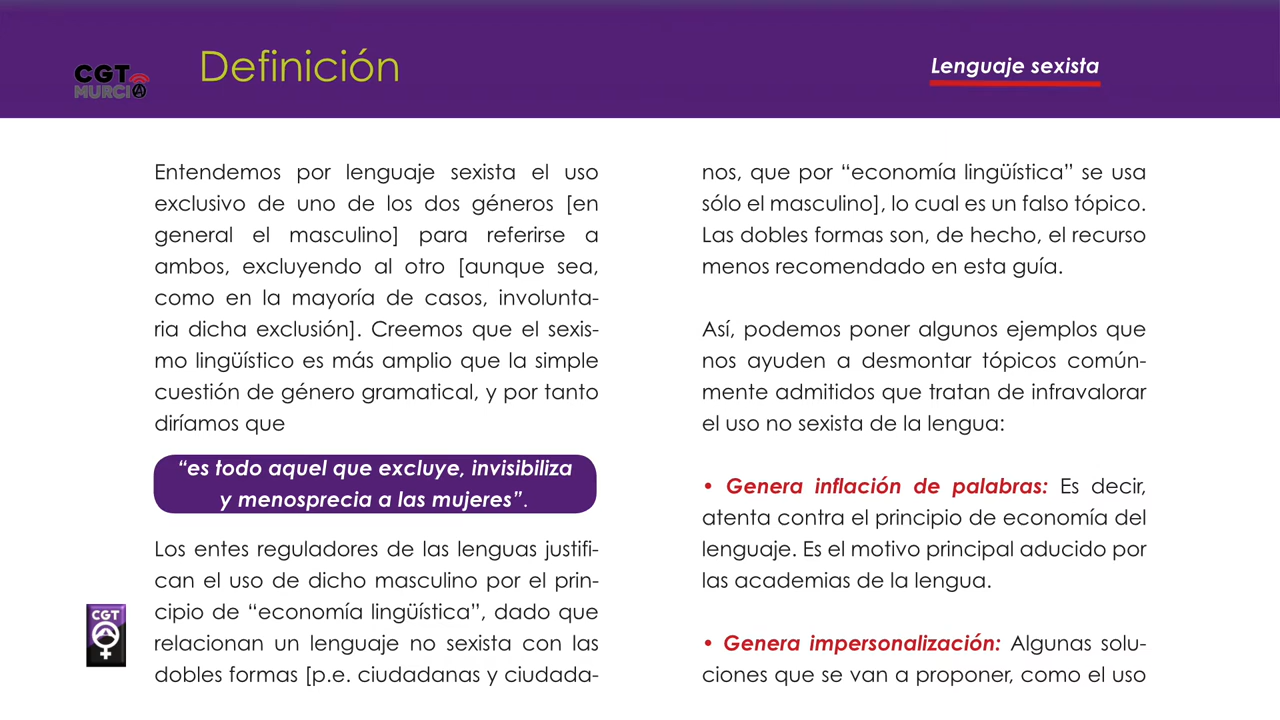 CGT
MURCIA
Definición
Lenguaje sexista
Entendemos por lenguaje sexista el uso
exclusivo de uno de los dos géneros [en
general el masculino] para referirse a
ambos, excluyendo al otro [aunque sea,
como en la mayoría de casos, involunta-
ria dicha exclusión]. Creemos que el sexis-
mo lingüístico es más amplio que la simple
cuestión de género gramatical, y por tanto
diríamos que
“es todo aquel que excluye, invisibiliza
y menosprecia a las mujeres”.
Los entes reguladores de las lenguas justifi-
can el uso de dicho masculino por el prin-
cipio de “economía lingüística”, dado que
relacionan un lenguaje no sexista con las
dobles formas [p.e. ciudadanas y ciudada-
CGT
nos, que por “economía lingüística” se usa
sólo el masculino], lo cual es un falso tópico.
Las dobles formas son, de hecho, el recurso
menos recomendado en esta guía.
Así, podemos poner algunos ejemplos que
nos ayuden a desmontar tópicos común-
mente admitidos que tratan de infravalorar
el uso no sexista de la lengua:
• Genera inflación de palabras: Es decir,
atenta contra el principio de economía del
lenguaje. Es el motivo principal aducido por
las academias de la lengua.
• Genera impersonalización: Algunas solu-
ciones que se van a proponer, como el uso